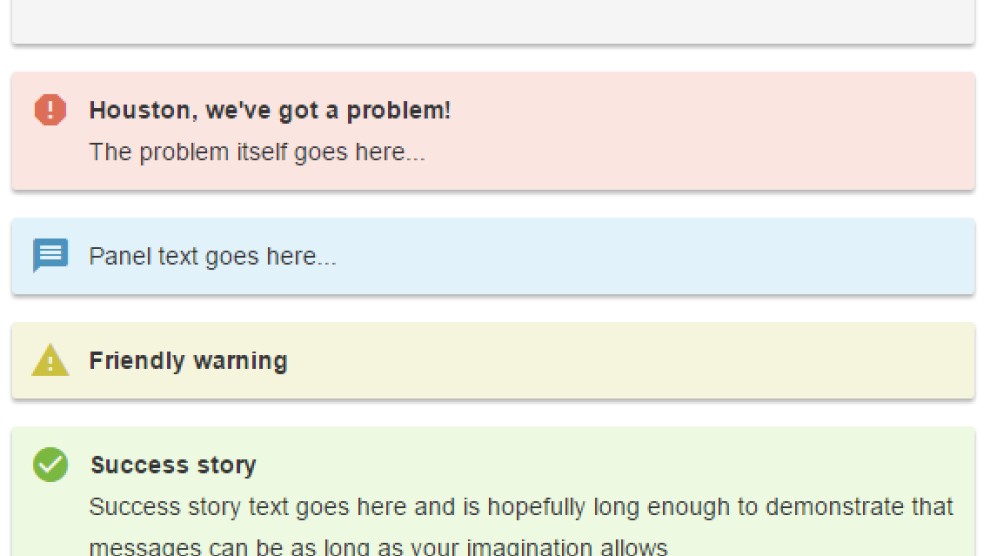 Houston, we've got a problem!
The problem itself goes here...
Panel text goes here...
Friendly warning
Success story
Success story text goes here and is hopefully long enough to demonstrate that
messages can be as long as your imagination allows